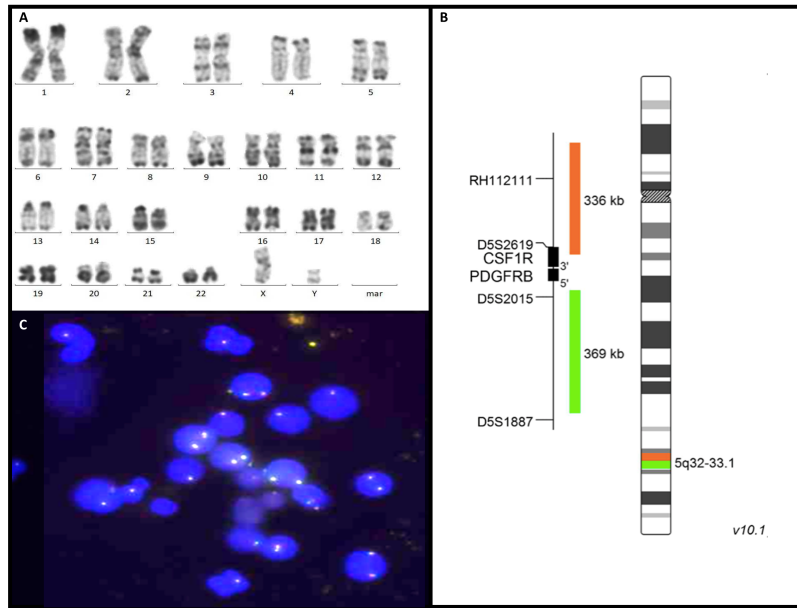 A
1 2 3 4 5
6 7 8 9 10 11 12
13 14 15 16 17 18
19 20 21 22 X Y mar
C
B
RH112111
336 kb
D5S2619
CSF1R
3'
PDGFRB
5'
D5S2015
369 kb
D5S1887
5q32-33.1
v10.1